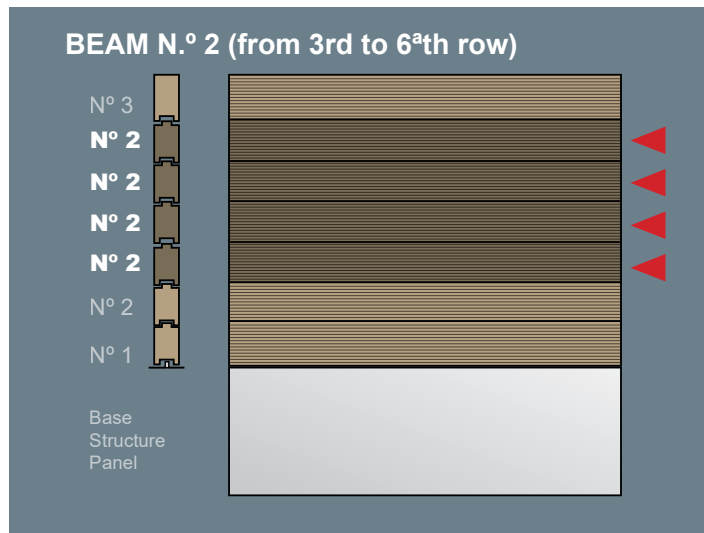 BEAM N.º 2 (from 3rd to 6ªth row)
Nº 3
Nº 2
Nº 2
Nº 2
Nº 2
Nº 2
Nº 1
Base
Structure
Panel